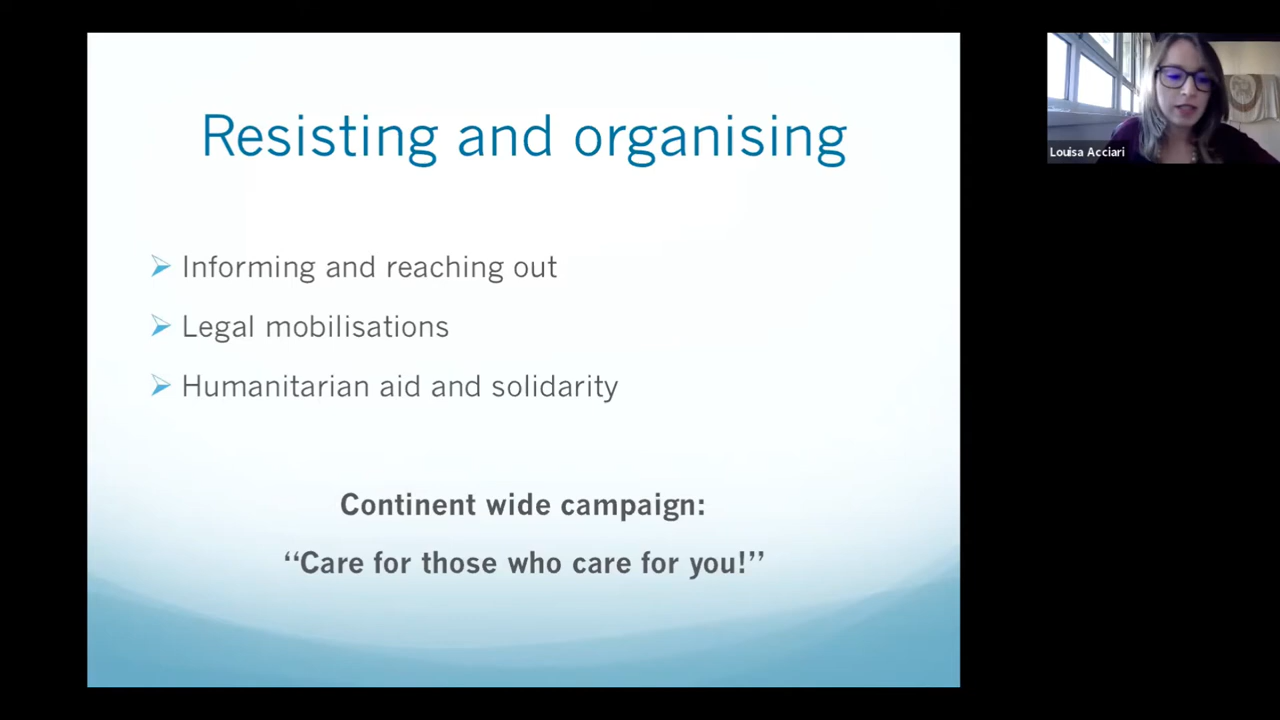 Resisting and organising
Informing and reaching out
Legal mobilisations
Humanitarian aid and solidarity
Continent wide campaign:
“Care for those who care for you!”
Louisa Acciari